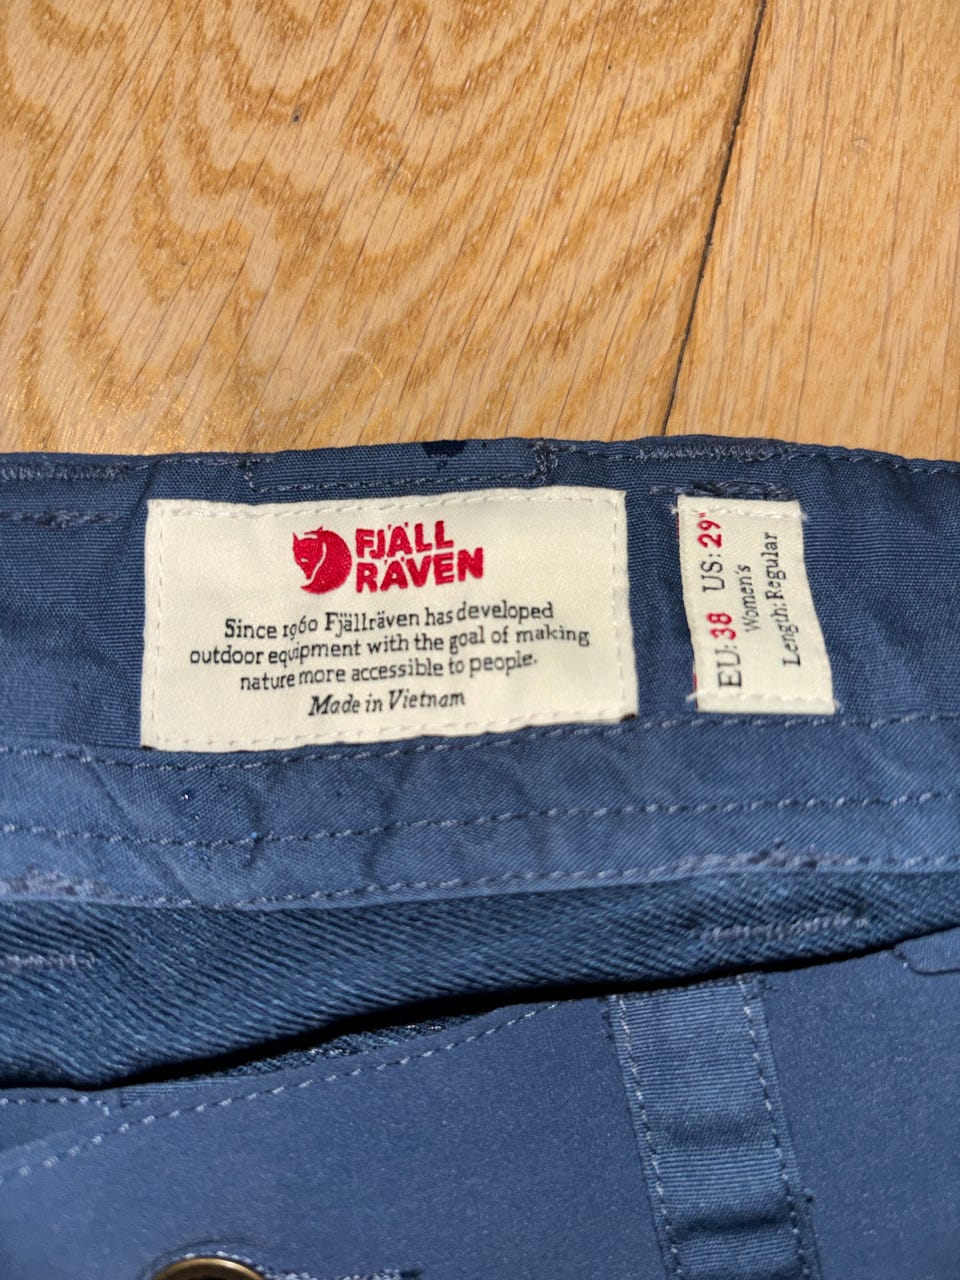 FJÄLL
RÄVEN
Since 1960 Fjällräven has developed
outdoor equipment with the goal of making
nature more accessible to people.
Made in Vietnam
EU: 38 US: 29"
Women's
Length: Regular